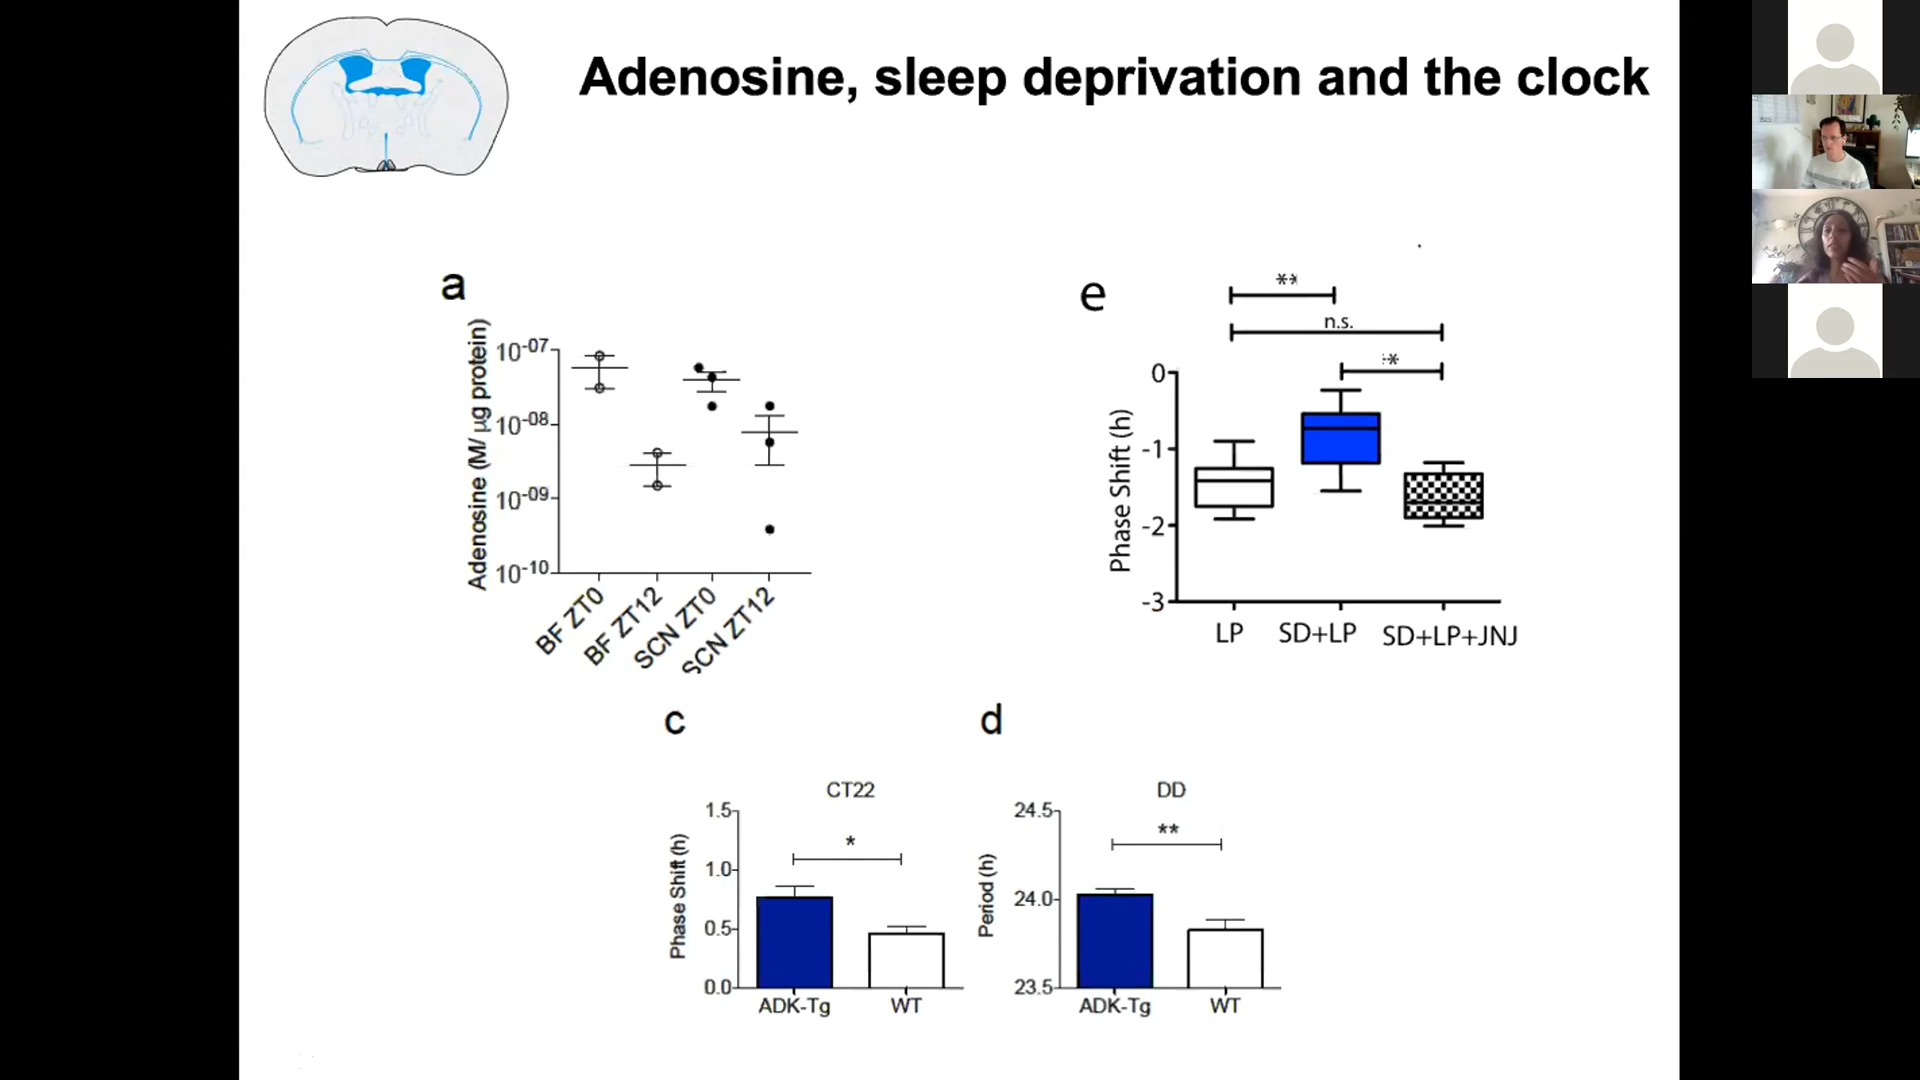 Adenosine, sleep deprivation and the clock
a
Adenosine (M/ µg protein)
10-07
10-08
10-09
10-10
BF ZT0
BF ZT12
SCN ZT0
SCN ZT12
e
**
n.s.
**
Phase Shift (h)
0
-1
-2
-3
LP
SD+LP
SD+LP+JNJ
c
CT22
*
Phase Shift (h)
1.5
1.0
0.5
0.0
ADK-Tg
WT
d
DD
**
Period (h)
24.5
24.0
23.5
ADK-Tg
WT